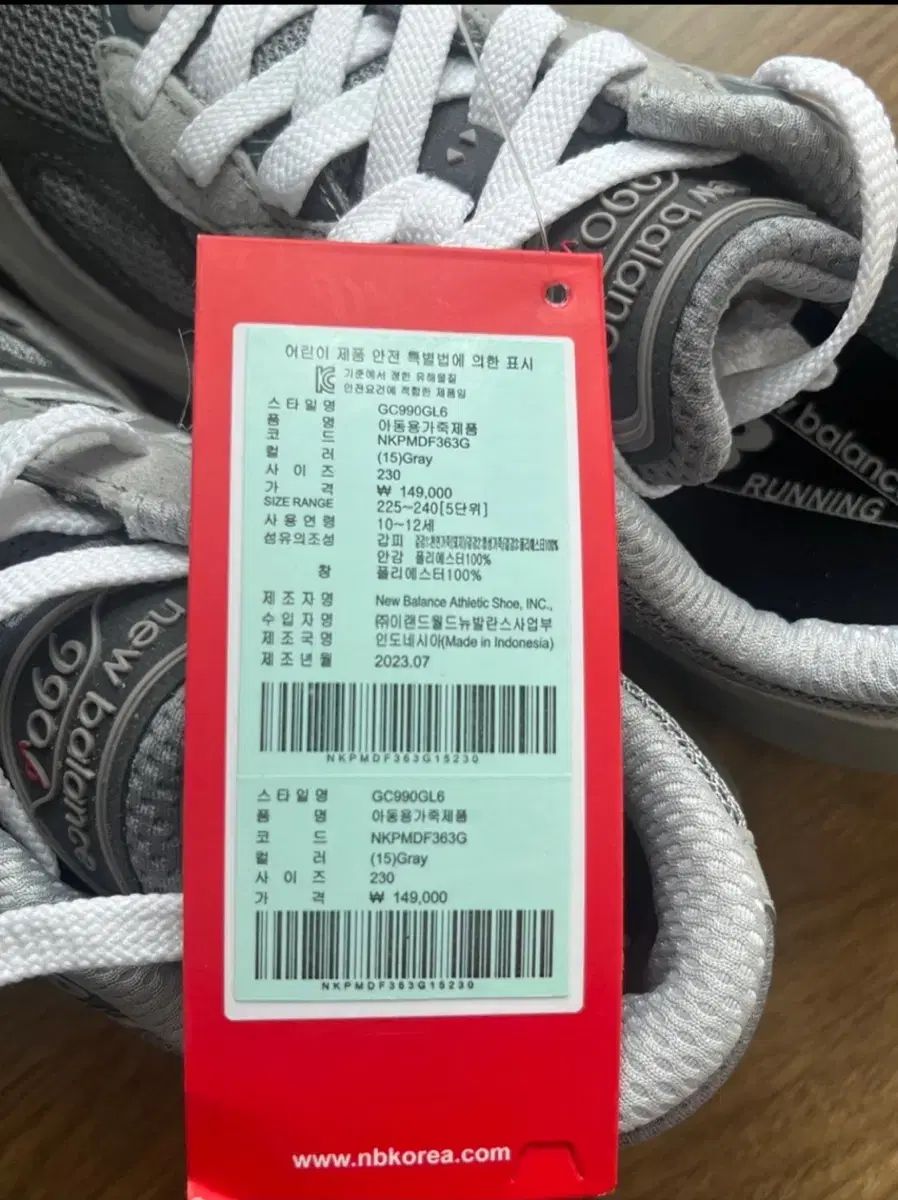 new balance
990
6
new balance
RUNNING
어린이 제품 안전 특별법에 의한 표시
기준에서 정한 유해물질
안전요건에 적합한 제품임
스타일명 GC990GL6
품 명 아동용가죽제품
코 드 NKPMDF363G
컬 러 (15)Gray
사 이 즈 230
가 격 ₩ 149,000
SIZE RANGE 225~240[5단위]
사용연령 10~12세
섬유의조성 갑피
안감 폴리에스터100%
창 폴리에스터100%
제조자명 New Balance Athletic Shoe, INC.,
수입자명 ㈜이랜드월드뉴발란스사업부
제조국명 인도네시아(Made in Indonesia)
제조년월 2023.07
NKPMDF363G15230
스타일명 GC990GL6
품 명 아동용가죽제품
코 드 NKPMDF363G
컬 러 (15)Gray
사 이 즈 230
가 격 ₩ 149,000
NKPMDF363G15230
www.nbkorea.com
new balance
990
6